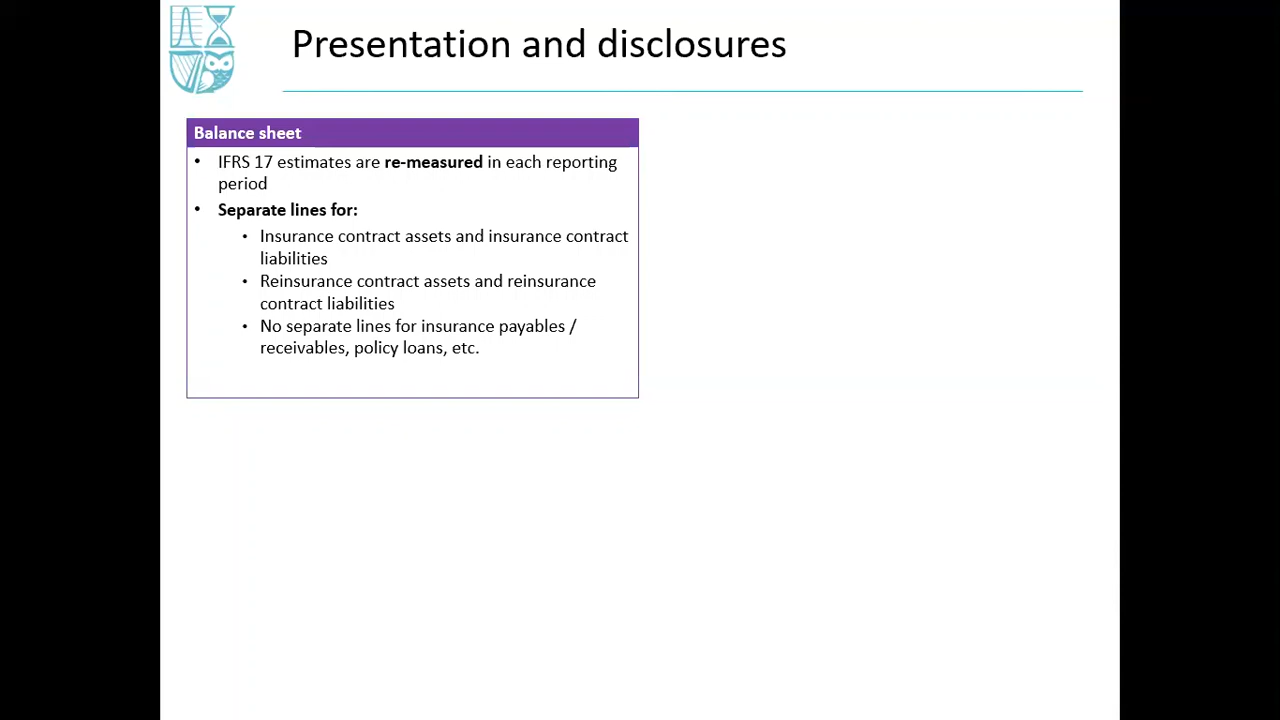 Presentation and disclosures
Balance sheet
• IFRS 17 estimates are re-measured in each reporting
period
• Separate lines for:
• Insurance contract assets and insurance contract
liabilities
• Reinsurance contract assets and reinsurance
contract liabilities
• No separate lines for insurance payables /
receivables, policy loans, etc.